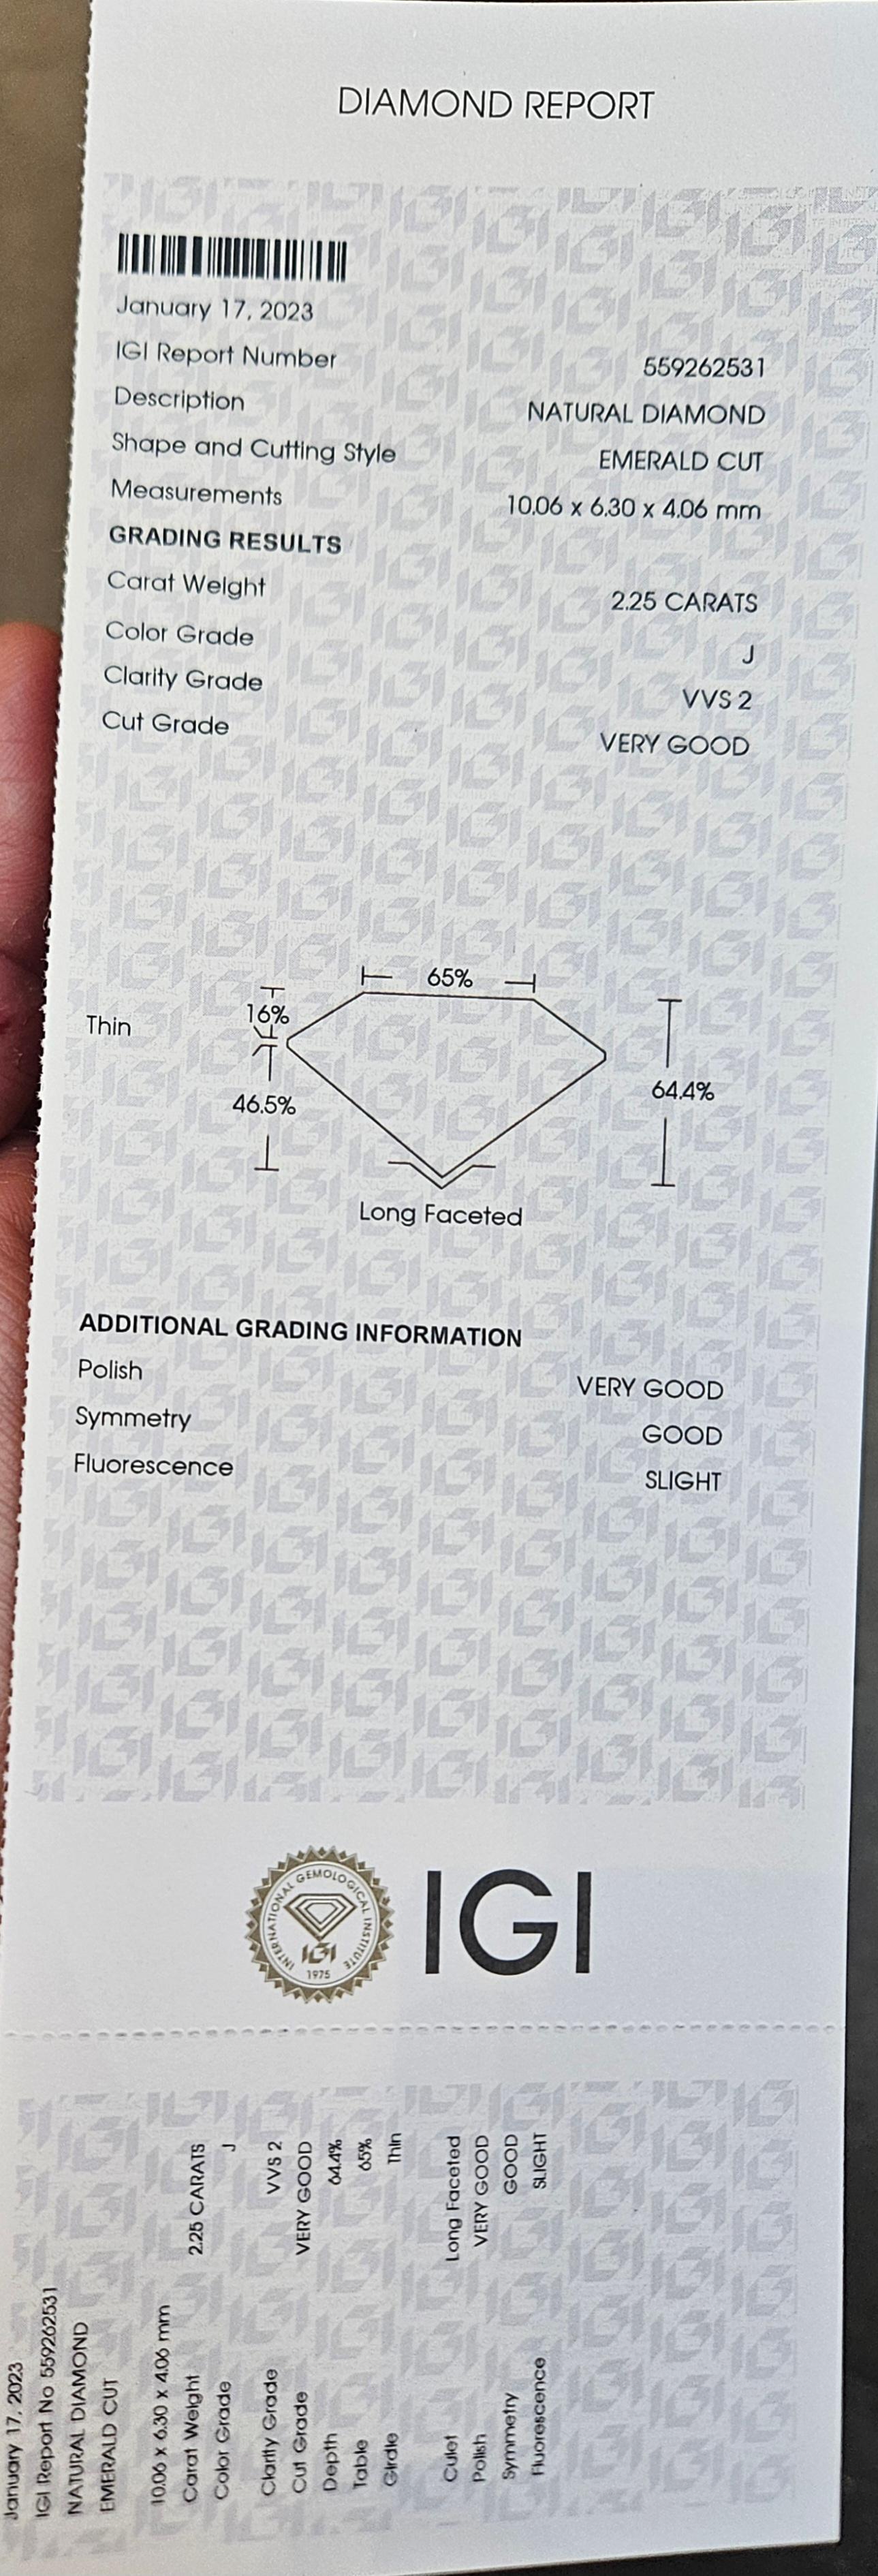 DIAMOND REPORT
January 17, 2023
IGI Report Number 559262531
Description NATURAL DIAMOND
Shape and Cutting Style EMERALD CUT
Measurements 10.06 x 6.30 x 4.06 mm
GRADING RESULTS
Carat Weight 2.25 CARATS
Color Grade J
Clarity Grade VVS 2
Cut Grade VERY GOOD
65%
16%
Thin
46.5%
64.4%
Long Faceted
ADDITIONAL GRADING INFORMATION
Polish VERY GOOD
Symmetry GOOD
Fluorescence SLIGHT
INTERNATIONAL GEMOLOGICAL INSTITUTE
IGI
1975
IGI
January 17, 2023
IGI Report No 559262531
NATURAL DIAMOND
EMERALD CUT
10.06 x 6.30 x 4.06 mm
Carat Weight 2.25 CARATS
Color Grade J
Clarity Grade VVS 2
Cut Grade VERY GOOD
Depth 64.4%
Table 65%
Girdle Thin
Culet Long Faceted
Polish VERY GOOD
Symmetry GOOD
Fluorescence SLIGHT